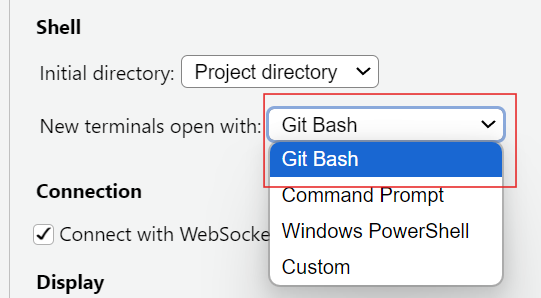 Shell
Initial directory: Project directory
New terminals open with: Git Bash
Git Bash
Command Prompt
Windows PowerShell
Custom
Connection
Connect with WebSocke
Display